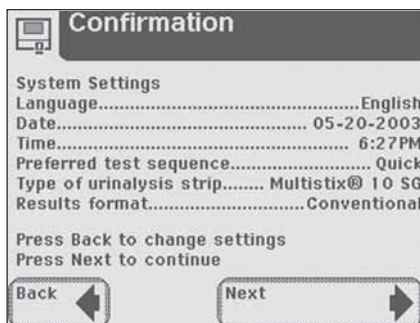 Confirmation
System Settings
Language..............................................English
Date........................................... 05-20-2003
Time................................................. 6:27PM
Preferred test sequence........................ Quick
Type of urinalysis strip....... Multistix® 10 SG
Results format..........................Conventional
Press Back to change settings
Press Next to continue
Back Next